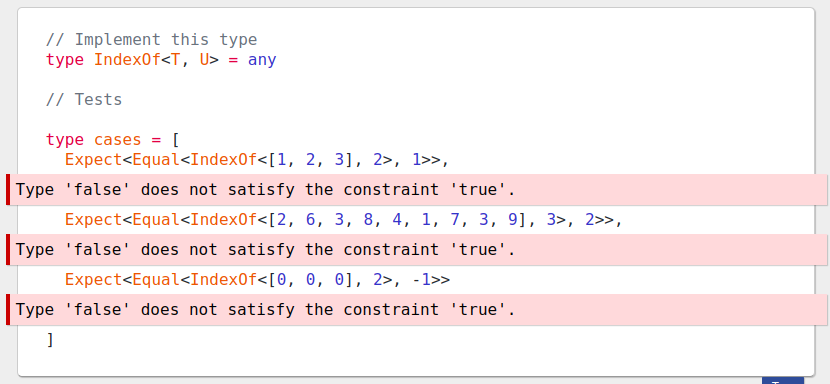 // Implement this type
type IndexOf<T, U> = any
// Tests
type cases = [
Expect<Equal<IndexOf<[1, 2, 3], 2>, 1>>,
Type 'false' does not satisfy the constraint 'true'.
Expect<Equal<IndexOf<[2, 6, 3, 8, 4, 1, 7, 3, 9], 3>, 2>>,
Type 'false' does not satisfy the constraint 'true'.
Expect<Equal<IndexOf<[0, 0, 0], 2>, -1>>
Type 'false' does not satisfy the constraint 'true'.
]